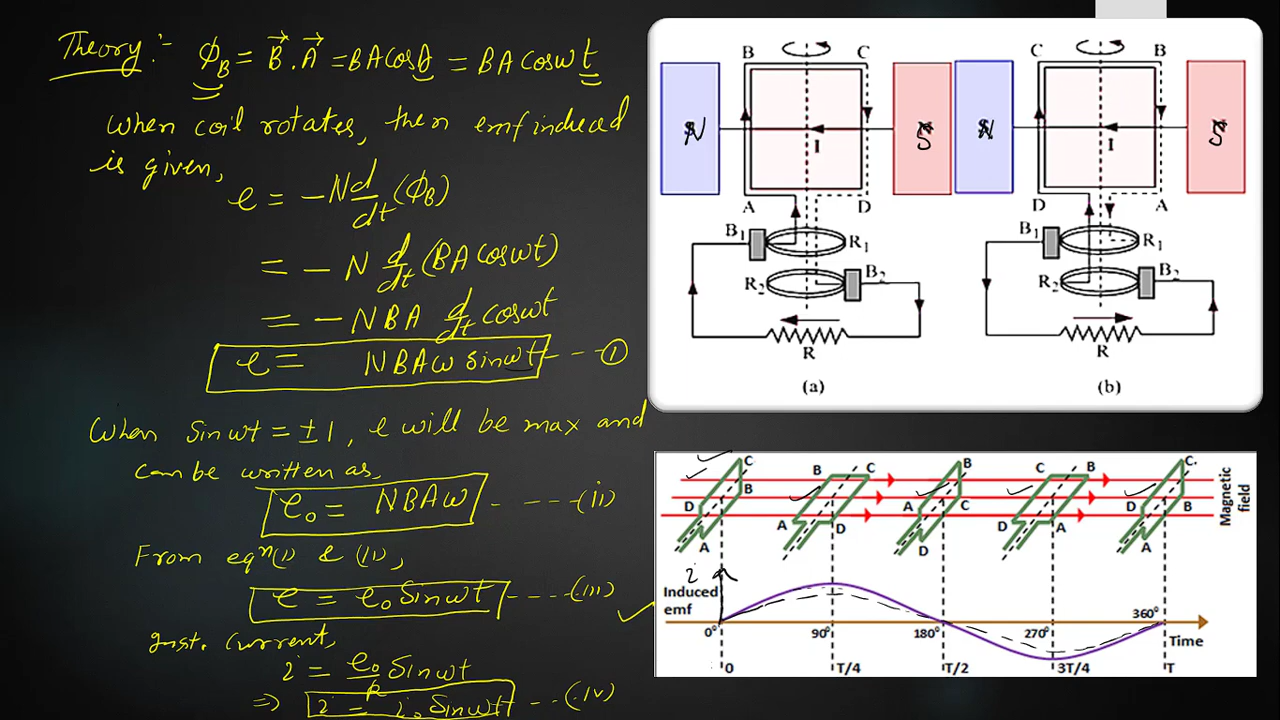 Theory :- ϕB = B⃗ . A⃗ = BA cosθ = BA cosωt
When coil rotates, then emf induced
is given,
e = -N d/dt (ϕB)
= - N d/dt (BA cosωt)
= - NBA d/dt cosωt
e = NBAω sinωt --- ①
When Sinωt = ±1, e will be max and
can be written as,
e₀ = NBAω ---- (ii)
From eqⁿ(i) & (ii),
e = e₀ Sinωt ---- (iii)
Inst. current,
i = e₀/R Sinωt
⇒ i = i₀ Sinωt --- (iv)
B C C B
N S N S
I I
A D D A
B₁ R₁ B₁ R₁
R₂ B₂ R₂ B₂
R R
(a) (b)
C B C B C B C.
D B A C D B
A A D D D A A
Magnetic field
i
Induced
emf
0° 90° 180° 270° 360°
Time
0 T/4 T/2 3T/4 T